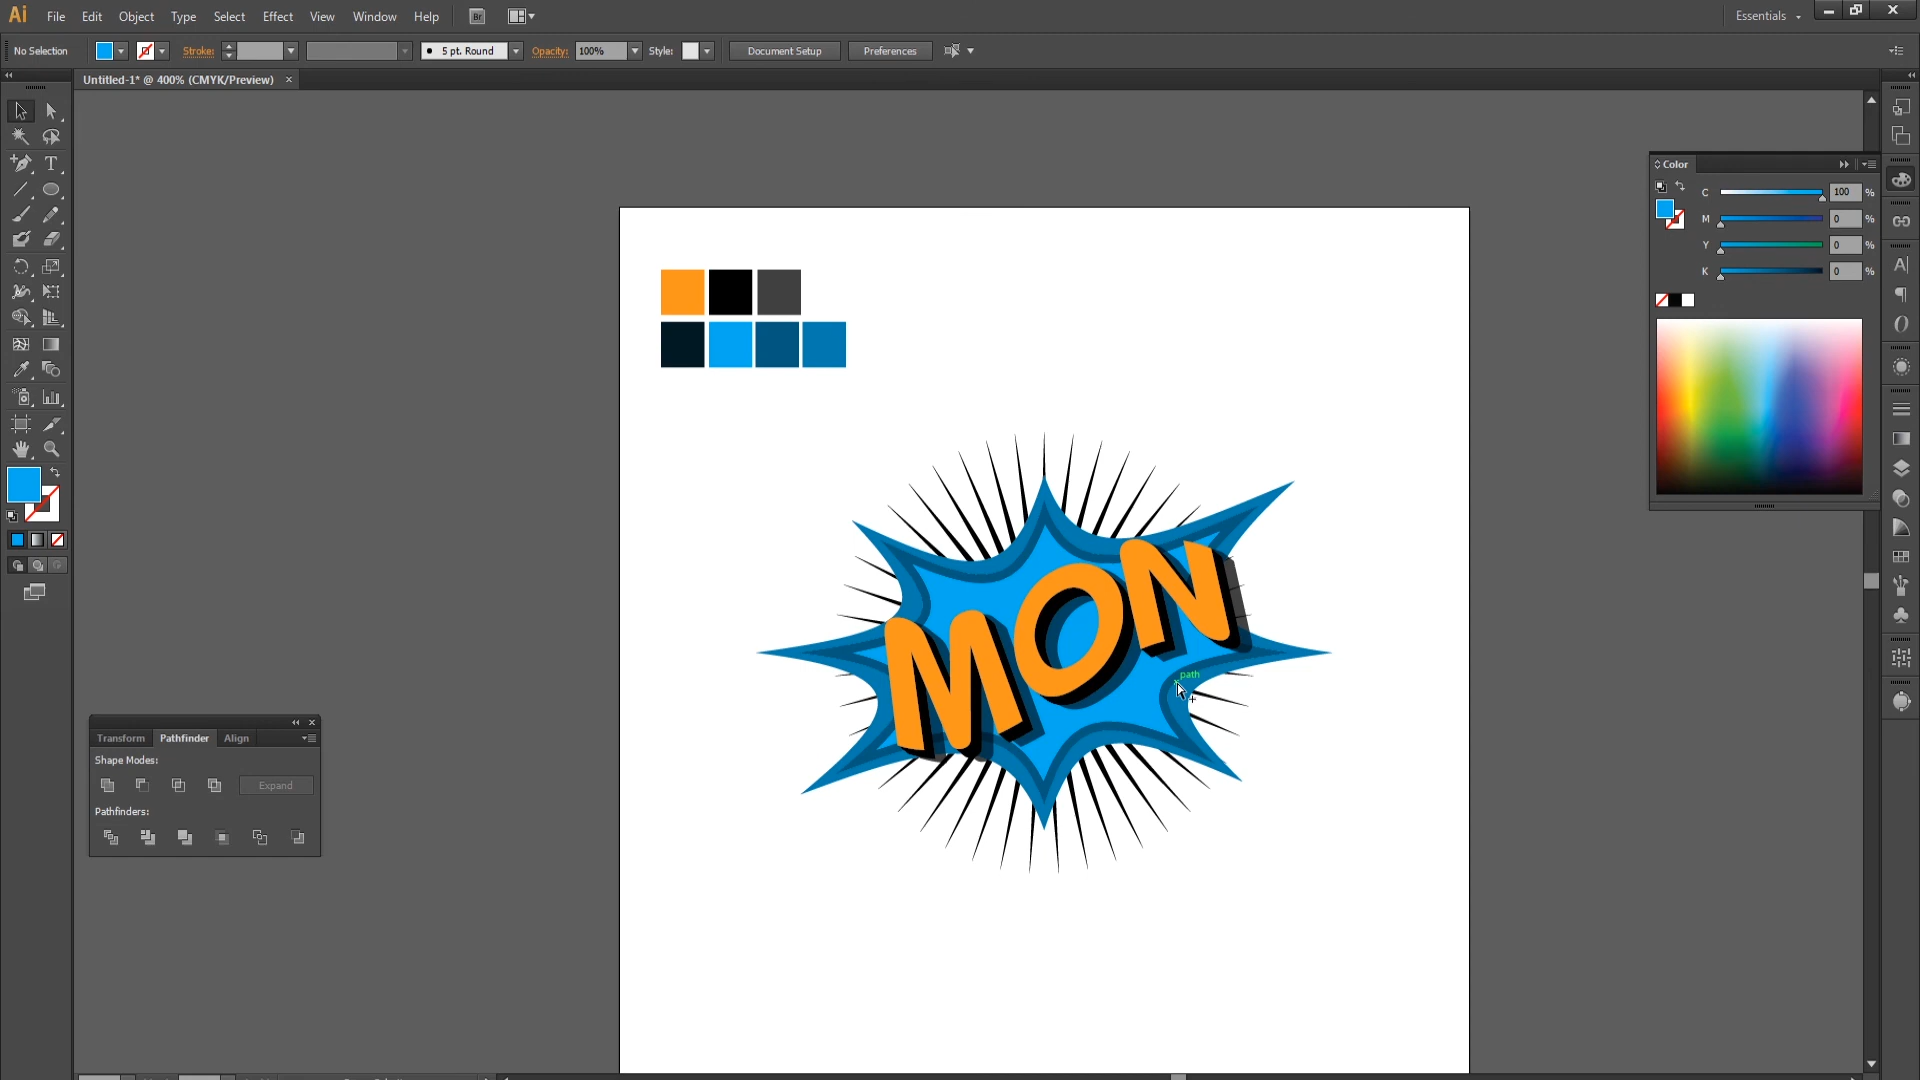 Ai File Edit Object Type Select Effect View Window Help Br Essentials
No Selection Stroke: 5 pt. Round Opacity: 100% Style: Document Setup Preferences
Untitled-1* @ 400% (CMYK/Preview) ×
Color
C 100 %
M 0 %
Y 0 %
K 0 %
MON
path
Transform Pathfinder Align
Shape Modes:
Expand
Pathfinders: